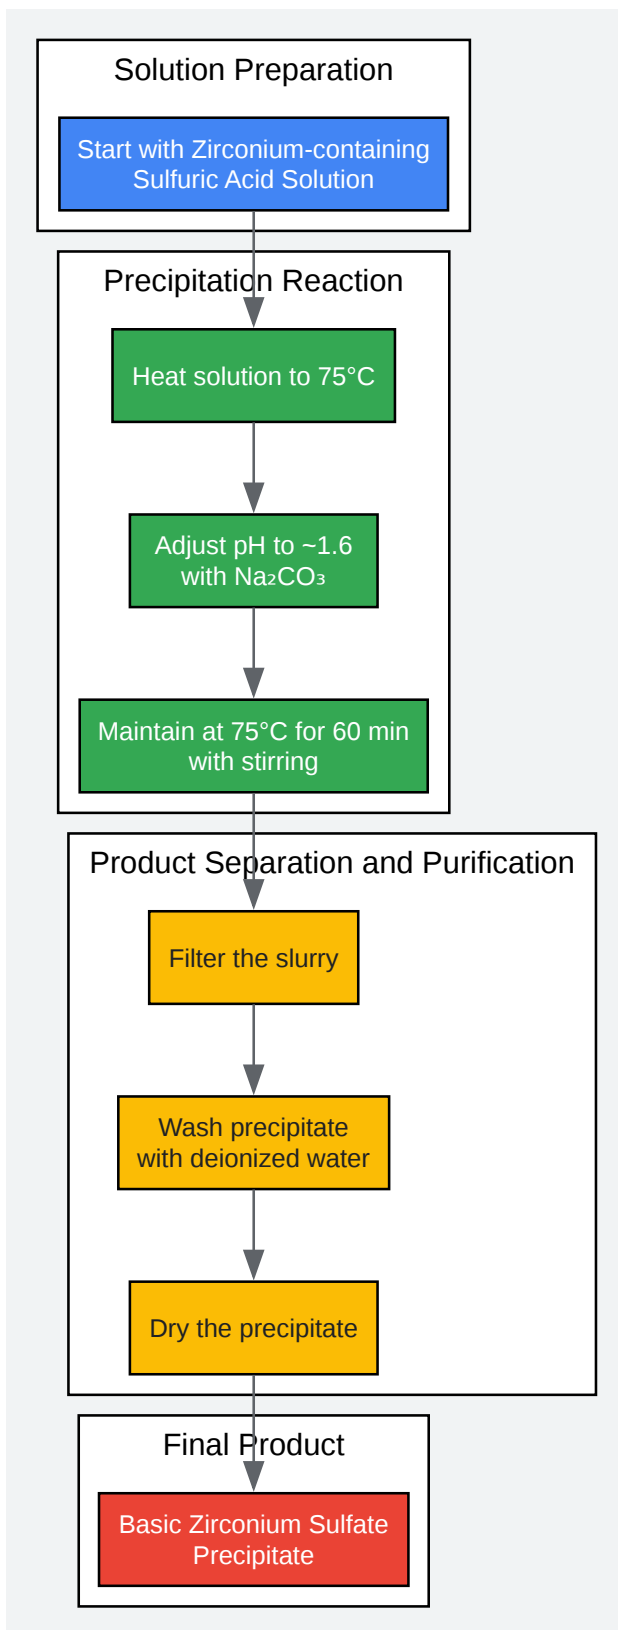 Solution Preparation
Start with Zirconium-containing
Sulfuric Acid Solution
Precipitation Reaction
Heat solution to 75°C
Adjust pH to ~1.6
with Na₂CO₃
Maintain at 75°C for 60 min
with stirring
Product Separation and Purification
Filter the slurry
Wash precipitate
with deionized water
Dry the precipitate
Final Product
Basic Zirconium Sulfate
Precipitate